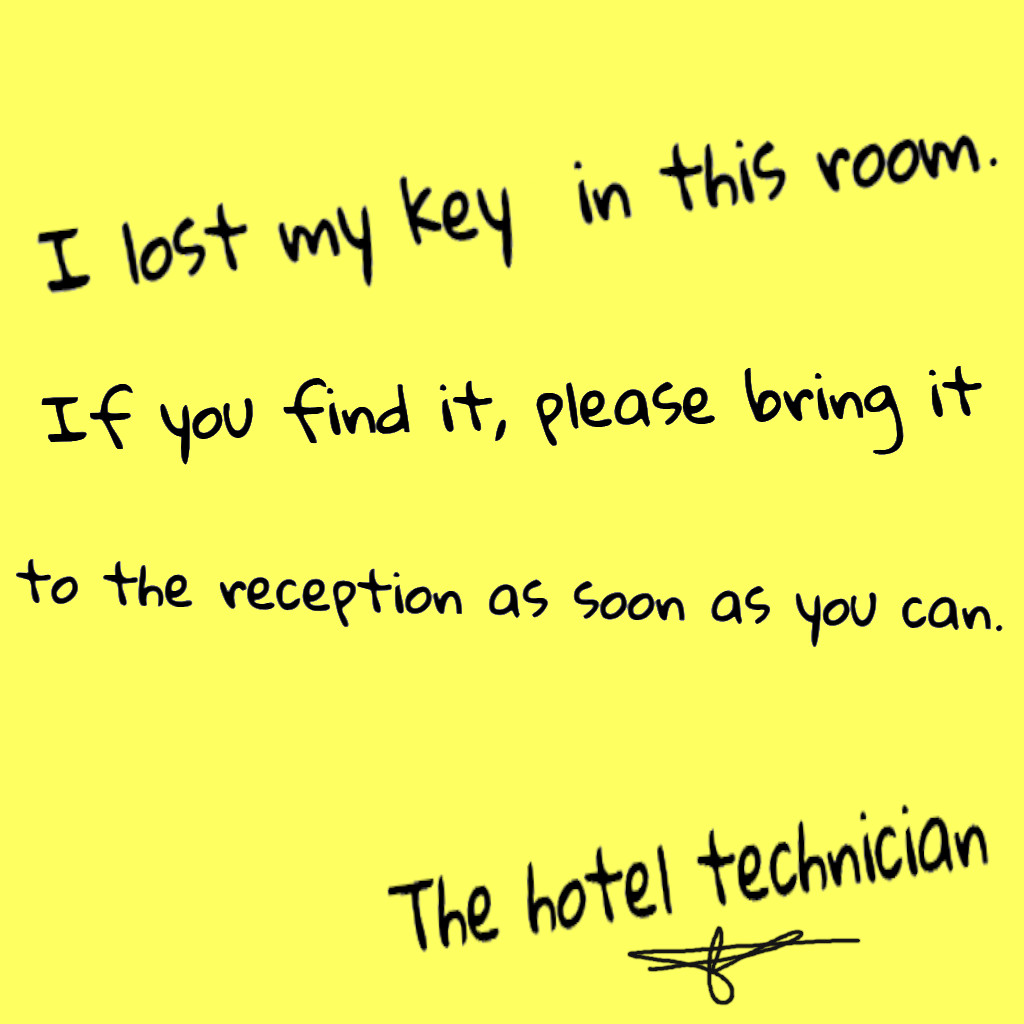 I lost my key in this room.
If you find it, please bring it
to the reception as soon as you can.
The hotel technician